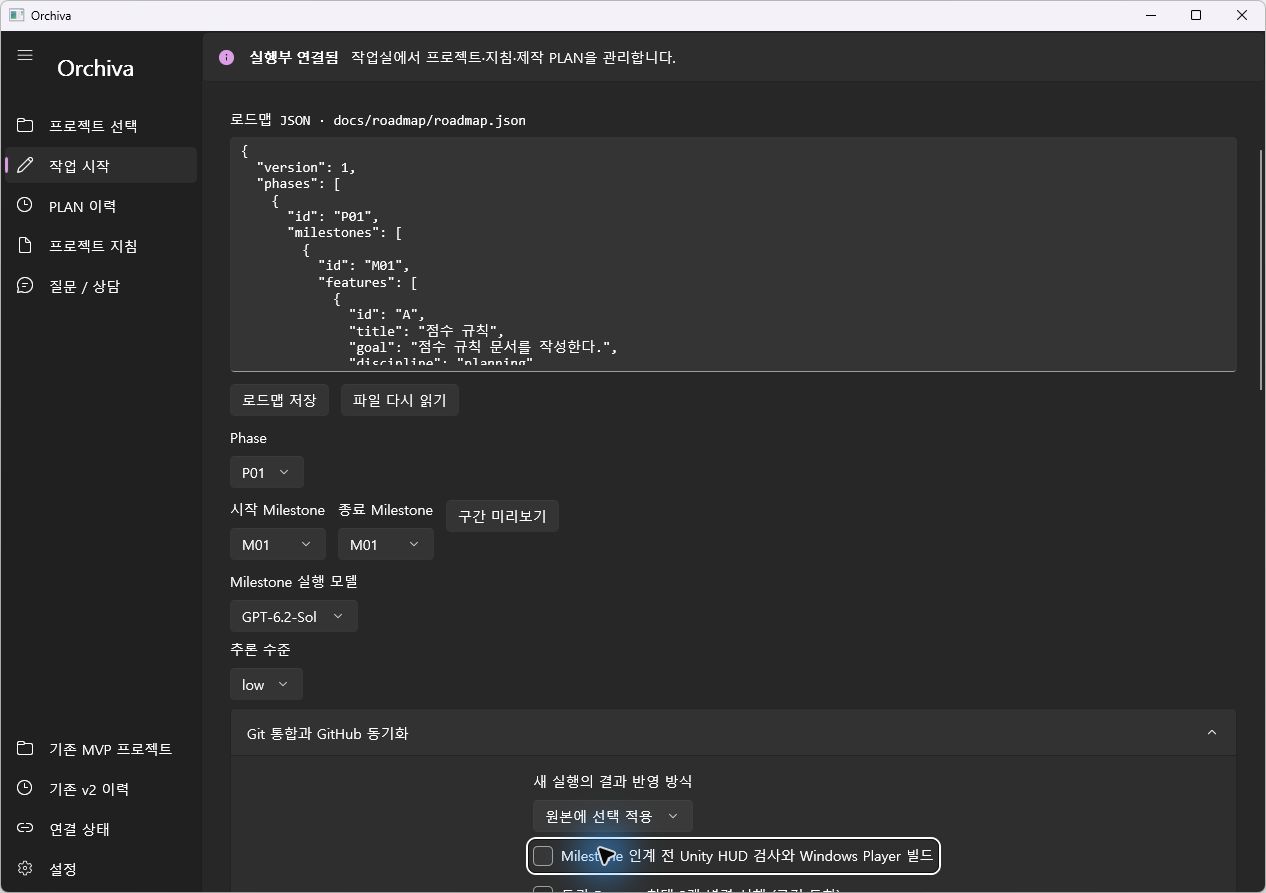 Orchiva
Orchiva
프로젝트 선택
작업 시작
PLAN 이력
프로젝트 지침
질문 / 상담
기존 MVP 프로젝트
기존 v2 이력
연결 상태
설정
실행부 연결됨 작업실에서 프로젝트·지침·제작 PLAN을 관리합니다.
로드맵 JSON · docs/roadmap/roadmap.json
{
"version": 1,
"phases": [
{
"id": "P01",
"milestones": [
{
"id": "M01",
"features": [
{
"id": "A",
"title": "점수 규칙",
"goal": "점수 규칙 문서를 작성한다.",
"discipline": "planning"
로드맵 저장 파일 다시 읽기
Phase
P01
시작 Milestone 종료 Milestone 구간 미리보기
M01 M01
Milestone 실행 모델
GPT-6.2-Sol
추론 수준
low
Git 통합과 GitHub 동기화
새 실행의 결과 반영 방식
원본에 선택 적용
Milestone 인계 전 Unity HUD 검사와 Windows Player 빌드